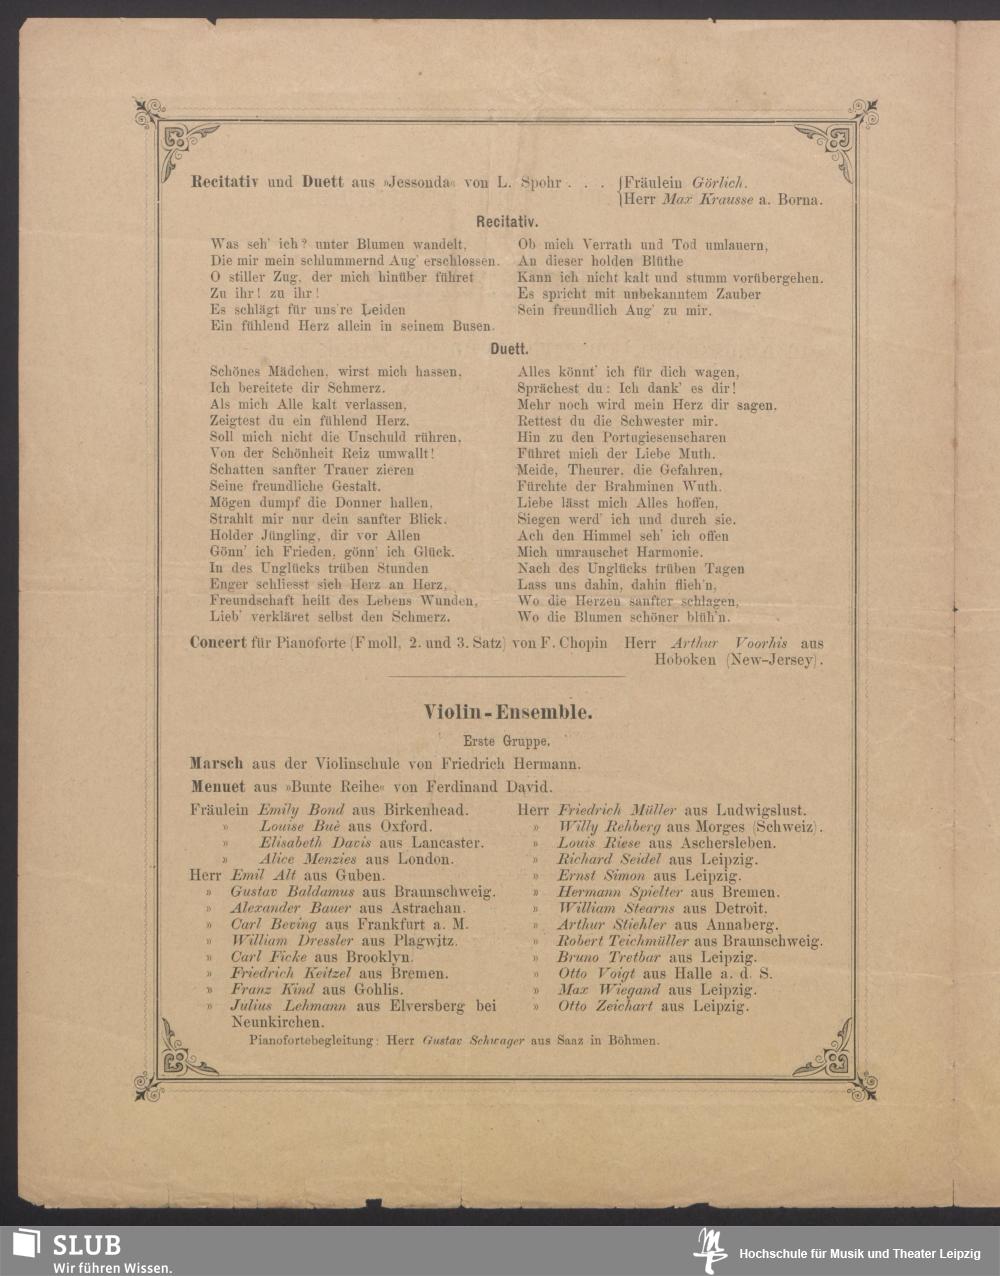 Recitativ und Duett aus »Jessonda« von L. Spohr . . . {Fräulein Görlich.
}Herr Max Krausse a. Borna.
Recitativ.
Was seh' ich? unter Blumen wandelt,
Die mir mein schlummernd Aug' erschlossen.
O stiller Zug, der mich hinüber führet
Zu ihr! zu ihr!
Es schlägt für uns're Leiden
Ein fühlend Herz allein in seinem Busen.
Ob mich Verrath und Tod umlauern,
An dieser holden Blüthe
Kann ich nicht kalt und stumm vorübergehen.
Es spricht mit unbekanntem Zauber
Sein freundlich Aug' zu mir.
Duett.
Schönes Mädchen, wirst mich hassen,
Ich bereitete dir Schmerz.
Als mich Alle kalt verlassen,
Zeigtest du ein fühlend Herz.
Soll mich nicht die Unschuld rühren,
Von der Schönheit Reiz umwallt!
Schatten sanfter Trauer zieren
Seine freundliche Gestalt.
Mögen dumpf die Donner hallen,
Strahlt mir nur dein sanfter Blick.
Holder Jüngling, dir vor Allen
Gönn' ich Frieden, gönn' ich Glück.
In des Unglücks trüben Stunden
Enger schliesst sich Herz an Herz,
Freundschaft heilt des Lebens Wunden,
Lieb' verkläret selbst den Schmerz.
Alles könnt' ich für dich wagen,
Sprächest du: Ich dank' es dir!
Mehr noch wird mein Herz dir sagen,
Rettest du die Schwester mir.
Hin zu den Portugiesenscharen
Führet mich der Liebe Muth.
Meide, Theurer, die Gefahren,
Fürchte der Brahminen Wuth.
Liebe lässt mich Alles hoffen,
Siegen werd' ich und durch sie.
Ach den Himmel seh' ich offen
Mich umrauschet Harmonie.
Nach des Unglücks trüben Tagen
Lass uns dahin, dahin flieh'n,
Wo die Herzen sanfter schlagen,
Wo die Blumen schöner blüh'n.
Concert für Pianoforte (F moll, 2. und 3. Satz) von F. Chopin Herr Arthur Voorhis aus
Hoboken (New-Jersey).
Violin-Ensemble.
Erste Gruppe.
Marsch aus der Violinschule von Friedrich Hermann.
Menuet aus »Bunte Reihe« von Ferdinand David.
Fräulein Emily Bond aus Birkenhead.
» Louise Buè aus Oxford.
» Elisabeth Davis aus Lancaster.
» Alice Menzies aus London.
Herr Emil Alt aus Guben.
» Gustav Baldamus aus Braunschweig.
» Alexander Bauer aus Astrachan.
» Carl Beving aus Frankfurt a. M.
» William Dressler aus Plagwitz.
» Carl Ficke aus Brooklyn.
» Friedrich Keitzel aus Bremen.
» Franz Kind aus Gohlis.
» Julius Lehmann aus Elversberg bei
Neunkirchen.
Herr Friedrich Müller aus Ludwigslust.
» Willy Rehberg aus Morges (Schweiz).
» Louis Riese aus Aschersleben.
» Richard Seidel aus Leipzig.
» Ernst Simon aus Leipzig.
» Hermann Spielter aus Bremen.
» William Stearns aus Detroit.
» Arthur Stiehler aus Annaberg.
» Robert Teichmüller aus Braunschweig.
» Bruno Tretbar aus Leipzig.
» Otto Voigt aus Halle a. d. S.
» Max Wiegand aus Leipzig.
» Otto Zeichart aus Leipzig.
Pianofortebegleitung: Herr Gustav Schwager aus Saaz in Böhmen.
SLUB
Wir führen Wissen.
Hochschule für Musik und Theater Leipzig